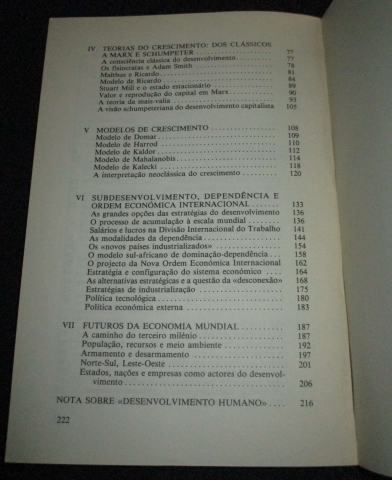 IV TEORIAS DO CRESCIMENTO: DOS CLÁSSICOS
A MARX E SCHUMPETER ........ 77
A consciência clássica do desenvolvimento ........ 77
Os fisiocratas e Adam Smith ........ 78
Malthus e Ricardo ........ 81
Modelo de Ricardo ........ 84
Stuart Mill e o estado estacionário ........ 89
Valor e reprodução do capital em Marx ........ 90
A teoria da mais-valia ........ 93
A visão schumpeteriana do desenvolvimento capitalista 105
V MODELOS DE CRESCIMENTO ........ 108
Modelo de Domar ........ 109
Modelo de Harrod ........ 110
Modelo de Kaldor ........ 112
Modelo de Mahalanobis ........ 114
Modelo de Kalecki ........ 118
A interpretação neoclássica do crescimento ........ 120
VI SUBDESENVOLVIMENTO, DEPENDÊNCIA E
ORDEM ECONÓMICA INTERNACIONAL ....... 133
As grandes opções das estratégias do desenvolvimento 136
O processo de acumulação à escala mundial ....... 136
Salários e lucros na Divisão Internacional do Trabalho 141
As modalidades da dependência ........ 144
Os «novos países industrializados» ........ 154
O modelo sul-africano de dominação-dependência ... 158
O projecto da Nova Ordem Económica Internacional 162
Estratégia e configuração do sistema económico .... 164
As alternativas estratégicas e a questão da «desconexão» 168
Estratégias de industrialização ........ 175
Política tecnológica ........ 180
Política económica externa ........ 183
VII FUTUROS DA ECONOMIA MUNDIAL ........ 187
A caminho do terceiro milénio ........ 187
População, recursos e meio ambiente ........ 192
Armamento e desarmamento ........ 197
Norte-Sul, Leste-Oeste ........ 201
Estados, nações e empresas como actores do desenvol-
vimento ........ 206
NOTA SOBRE «DESENVOLVIMENTO HUMANO» .... 216
222